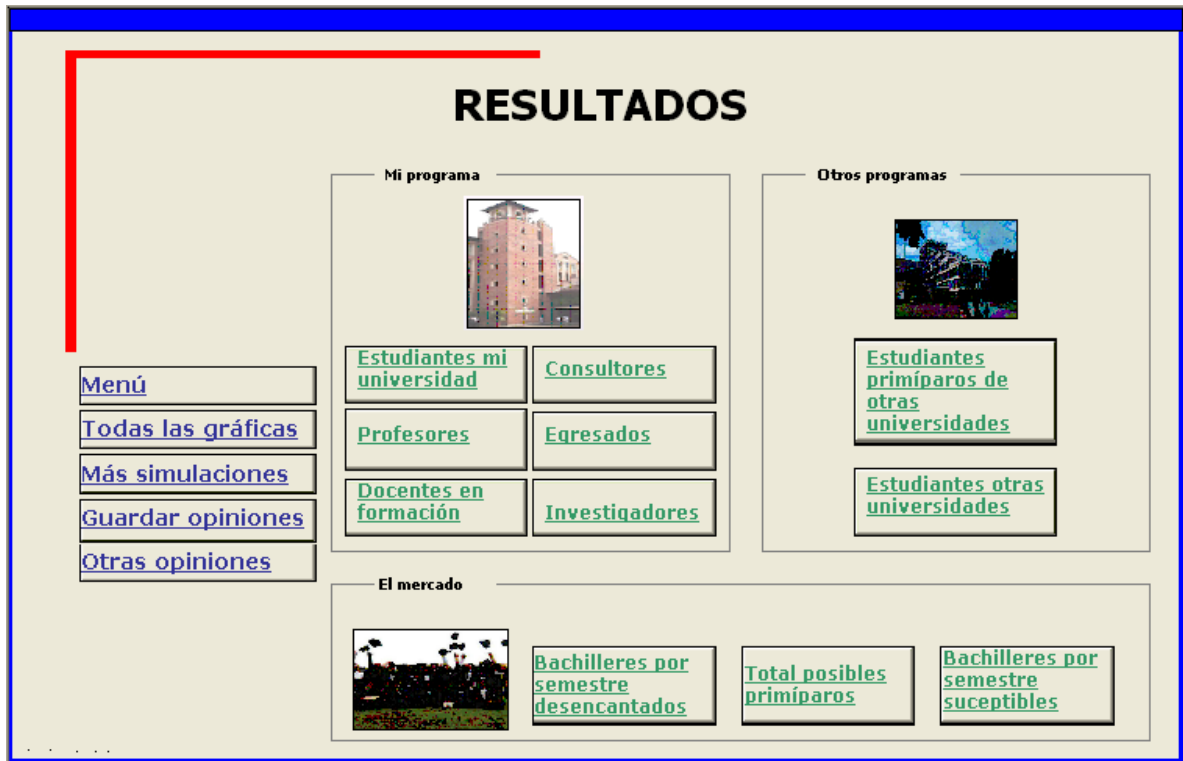 RESULTADOS
Mi programa
Estudiantes mi
universidad
Consultores
Profesores
Egresados
Docentes en
formación
Investigadores
Otros programas
Estudiantes
primíparos de
otras
universidades
Estudiantes otras
universidades
Menú
Todas las gráficas
Más simulaciones
Guardar opiniones
Otras opiniones
El mercado
Bachilleres por
semestre
desencantados
Total posibles
primíparos
Bachilleres por
semestre
suceptibles